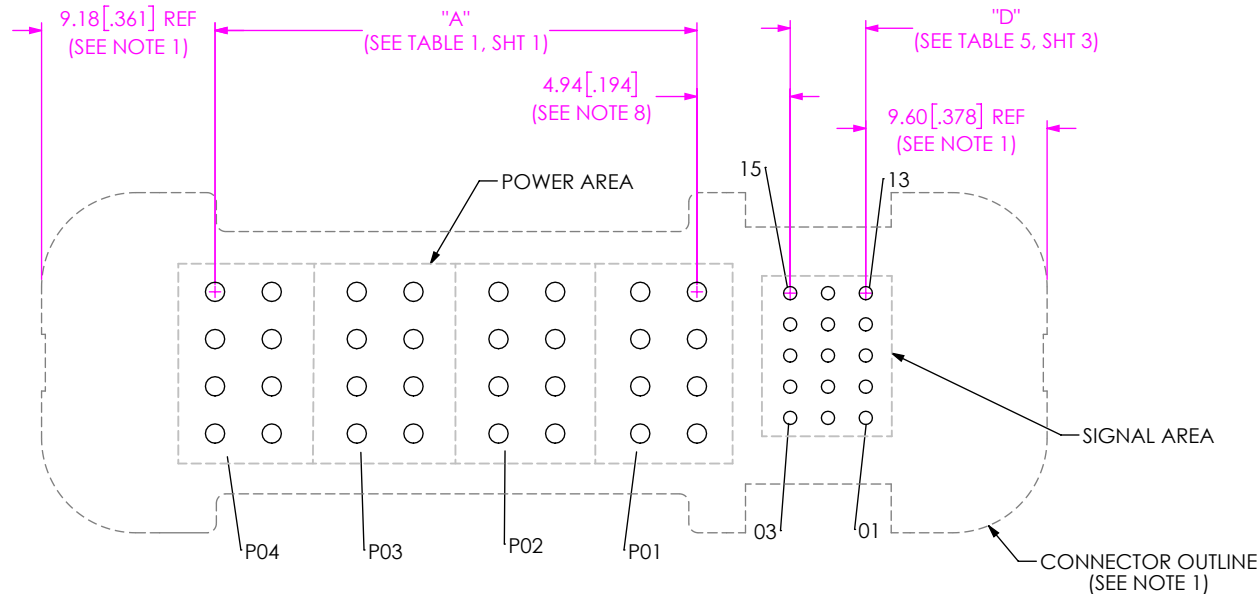 9.18[.361] REF
(SEE NOTE 1)
"A"
(SEE TABLE 1, SHT 1)
"D"
(SEE TABLE 5, SHT 3)
4.94[.194]
(SEE NOTE 8)
9.60[.378] REF
(SEE NOTE 1)
15
13
POWER AREA
SIGNAL AREA
P04
P03
P02
P01
03
01
CONNECTOR OUTLINE
(SEE NOTE 1)